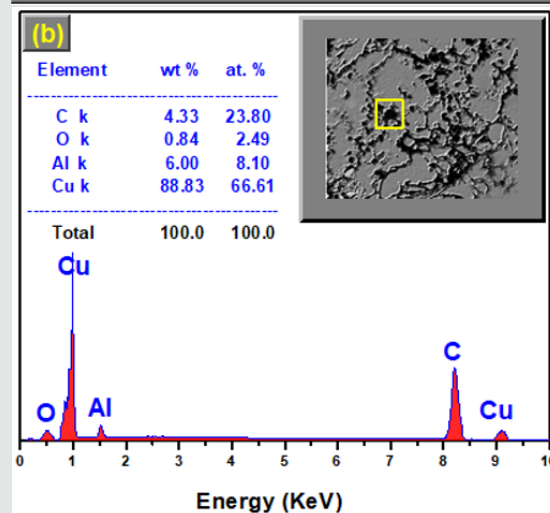 (b)
Element wt % at. %
C k 4.33 23.80
O k 0.84 2.49
Al k 6.00 8.10
Cu k 88.83 66.61
Total 100.0 100.0
Cu
O
Al
C
Cu
0 1 2 3 4 5 6 7 8 9 10
Energy (KeV)